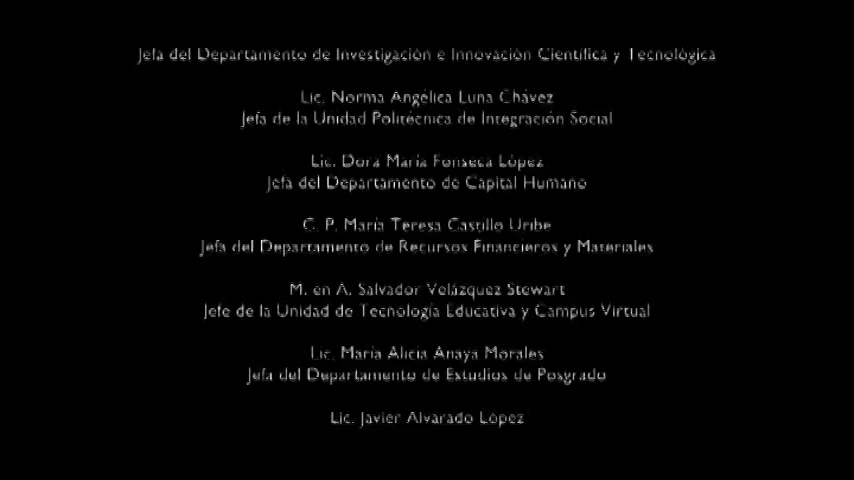 Jefa del Departamento de Investigación e Innovación Científica y Tecnológica
Lic. Norma Angélica Luna Chávez
Jefa de la Unidad Politécnica de Integración Social
Lic. Dora María Fonseca López
Jefa del Departamento de Capital Humano
C. P. María Teresa Castillo Uribe
Jefa del Departamento de Recursos Financieros y Materiales
M. en A. Salvador Velázquez Stewart
Jefe de la Unidad de Tecnología Educativa y Campus Virtual
Lic. María Alicia Anaya Morales
Jefa del Departamento de Estudios de Posgrado
Lic. Javier Alvarado López